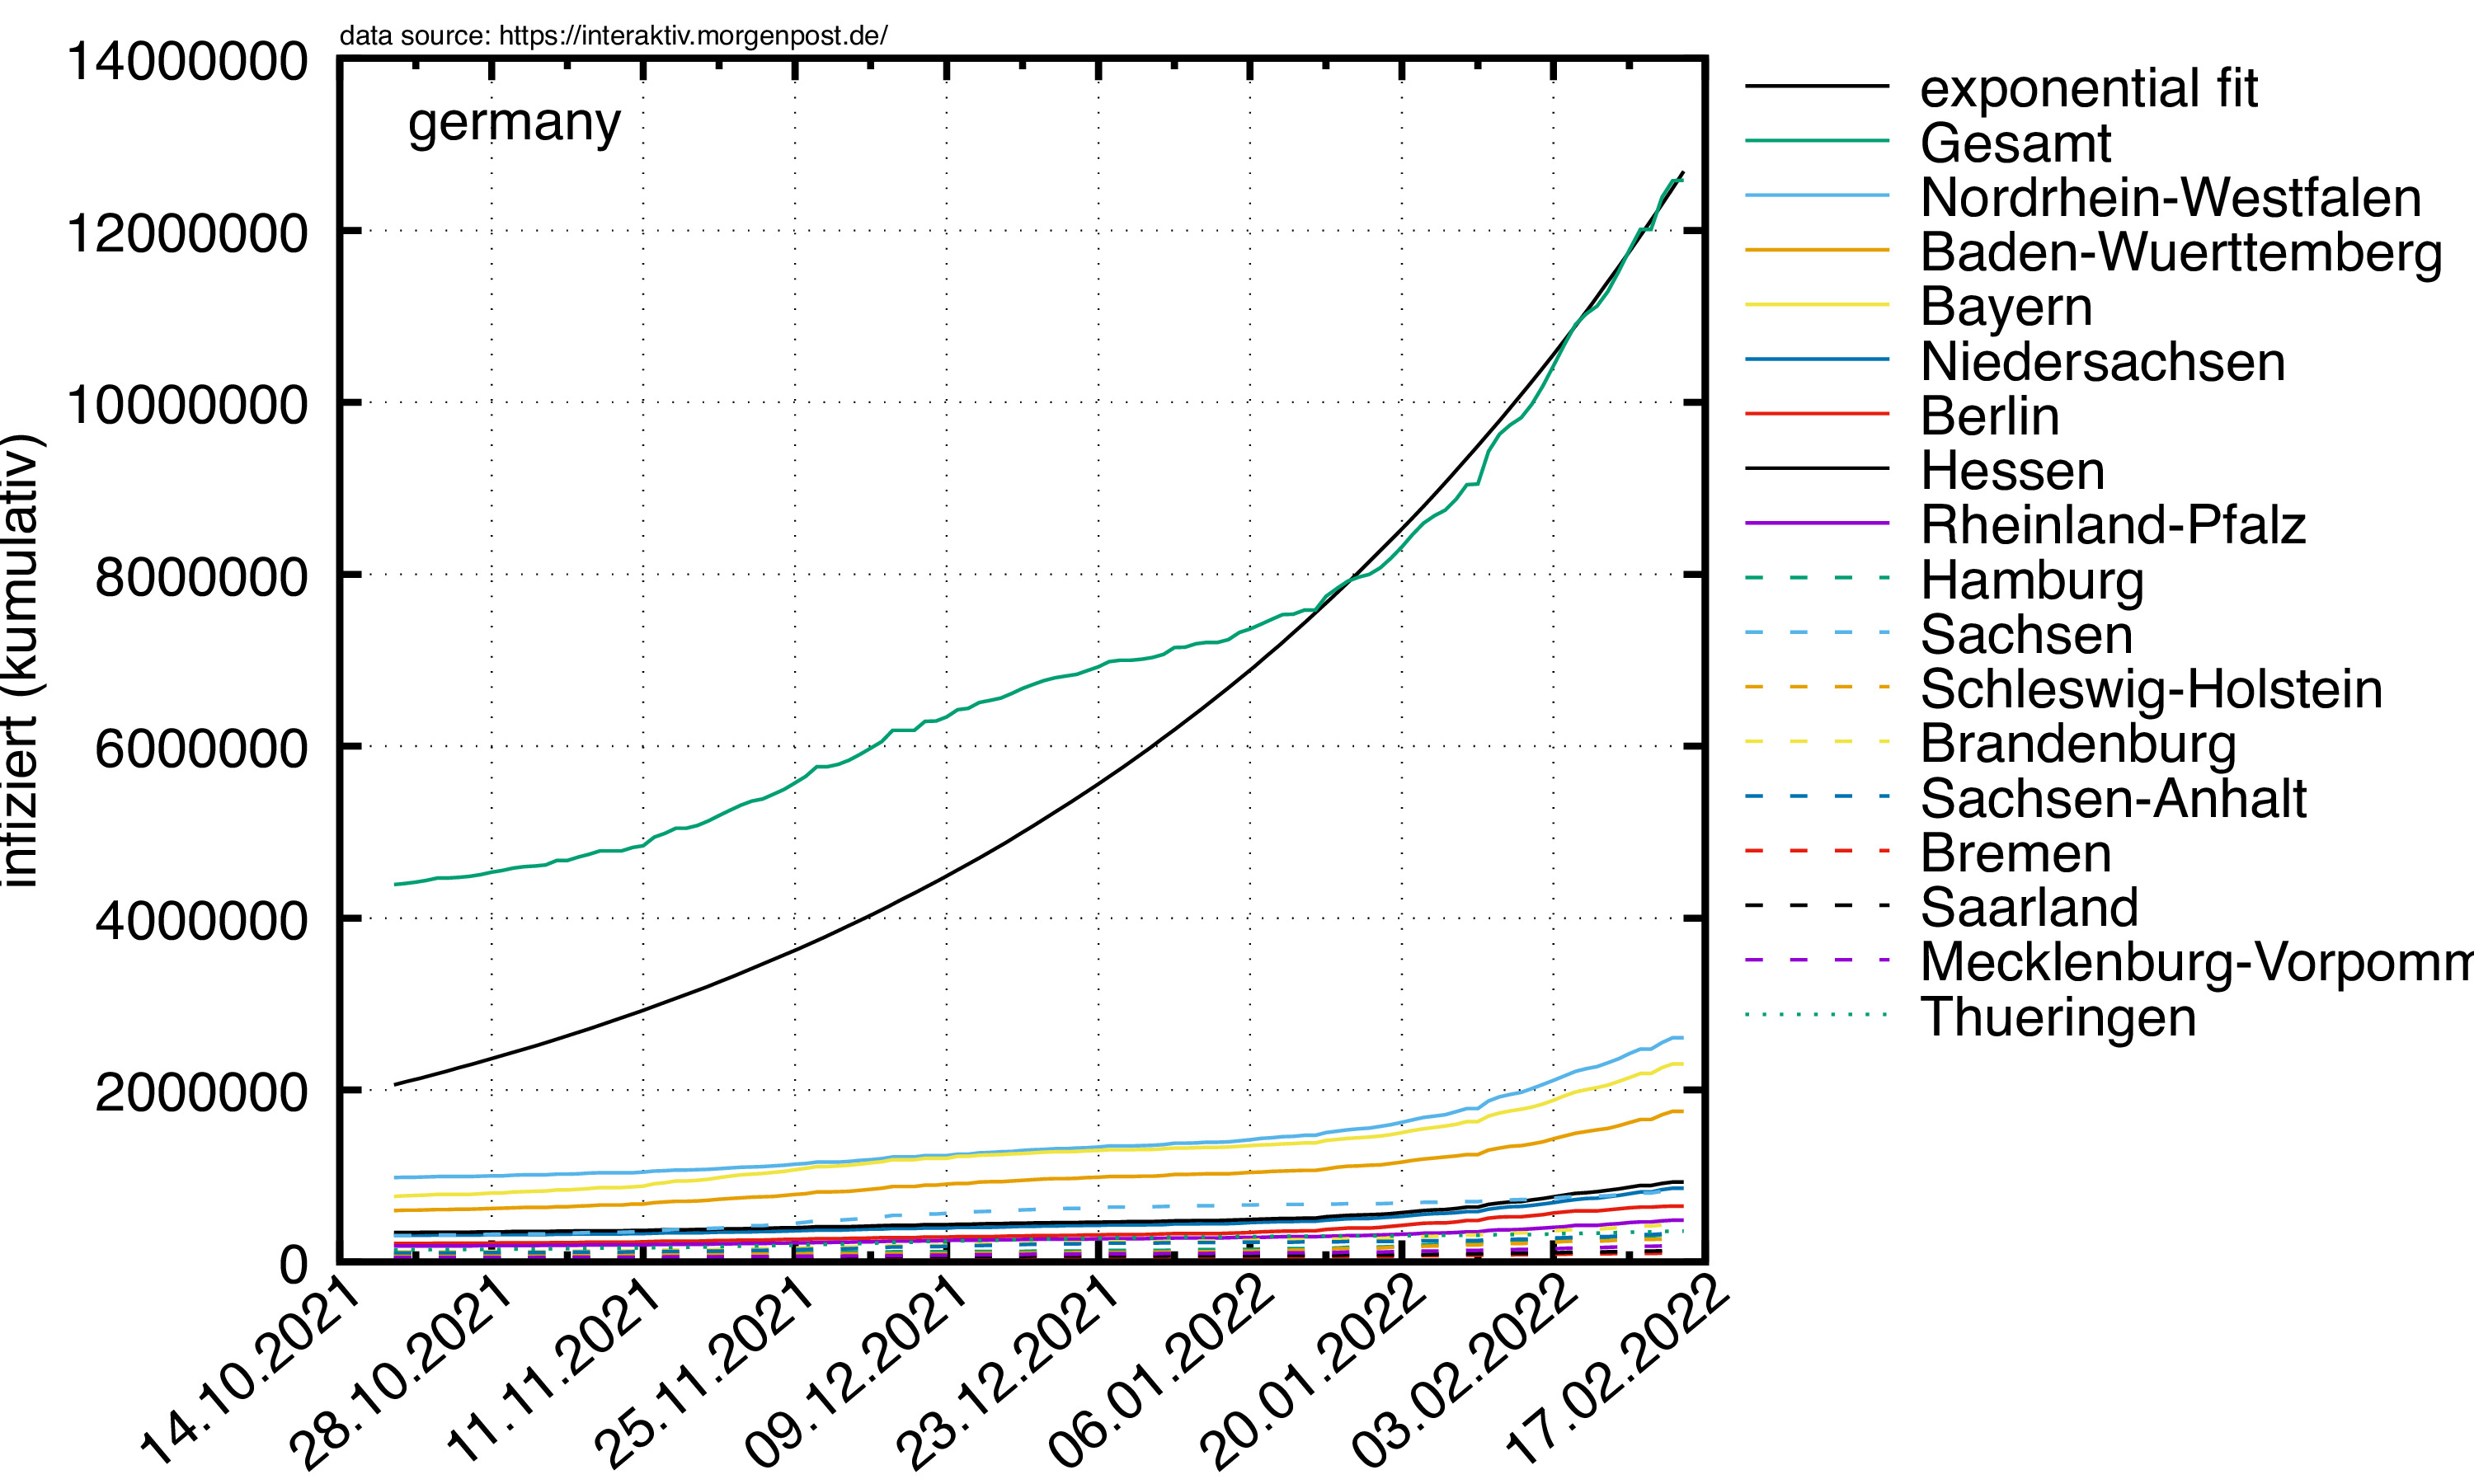 data source: https://interaktiv.morgenpost.de/
14000000
12000000
10000000
8000000
6000000
4000000
2000000
0
infiziert (kumulativ)
germany
14.10.2021
28.10.2021
11.11.2021
25.11.2021
09.12.2021
23.12.2021
06.01.2022
20.01.2022
03.02.2022
17.02.2022
exponential fit
Gesamt
Nordrhein-Westfalen
Baden-Wuerttemberg
Bayern
Niedersachsen
Berlin
Hessen
Rheinland-Pfalz
Hamburg
Sachsen
Schleswig-Holstein
Brandenburg
Sachsen-Anhalt
Bremen
Saarland
Mecklenburg-Vorpomm
Thueringen